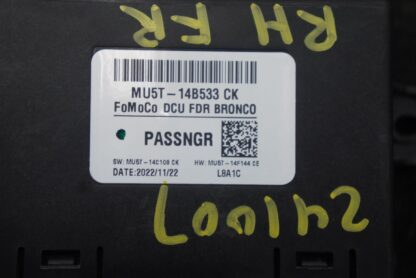 RH FR
MU5T-14B533 CK
FoMoCo DCU FDR BRONCO
PASSNGR
SW: MU5T-14C108 CK HW: MU5T-14F144 CE
DATE:2022/11/22 L8A1C
241007